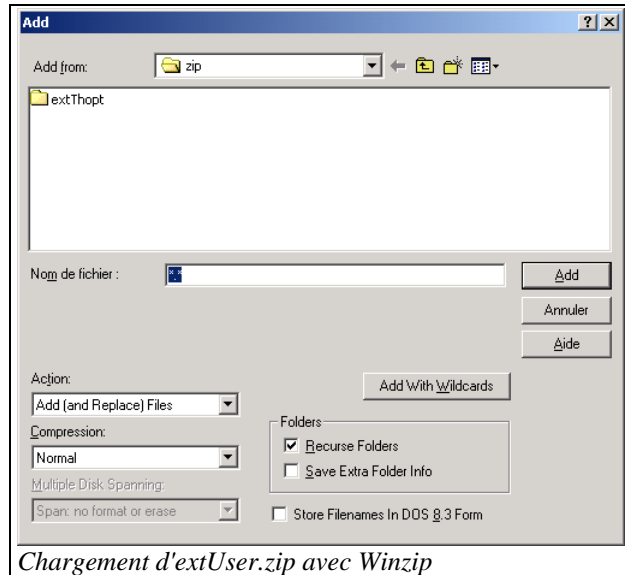 Add
Add from:
zip
extThopt
Nom de fichier :
*.*
Add
Annuler
Aide
Action:
Add (and Replace) Files
Add With Wildcards
Compression:
Normal
Folders
Recurse Folders
Save Extra Folder Info
Multiple Disk Spanning:
Span: no format or erase
Store Filenames In DOS 8.3 Form
Chargement d'extUser.zip avec Winzip